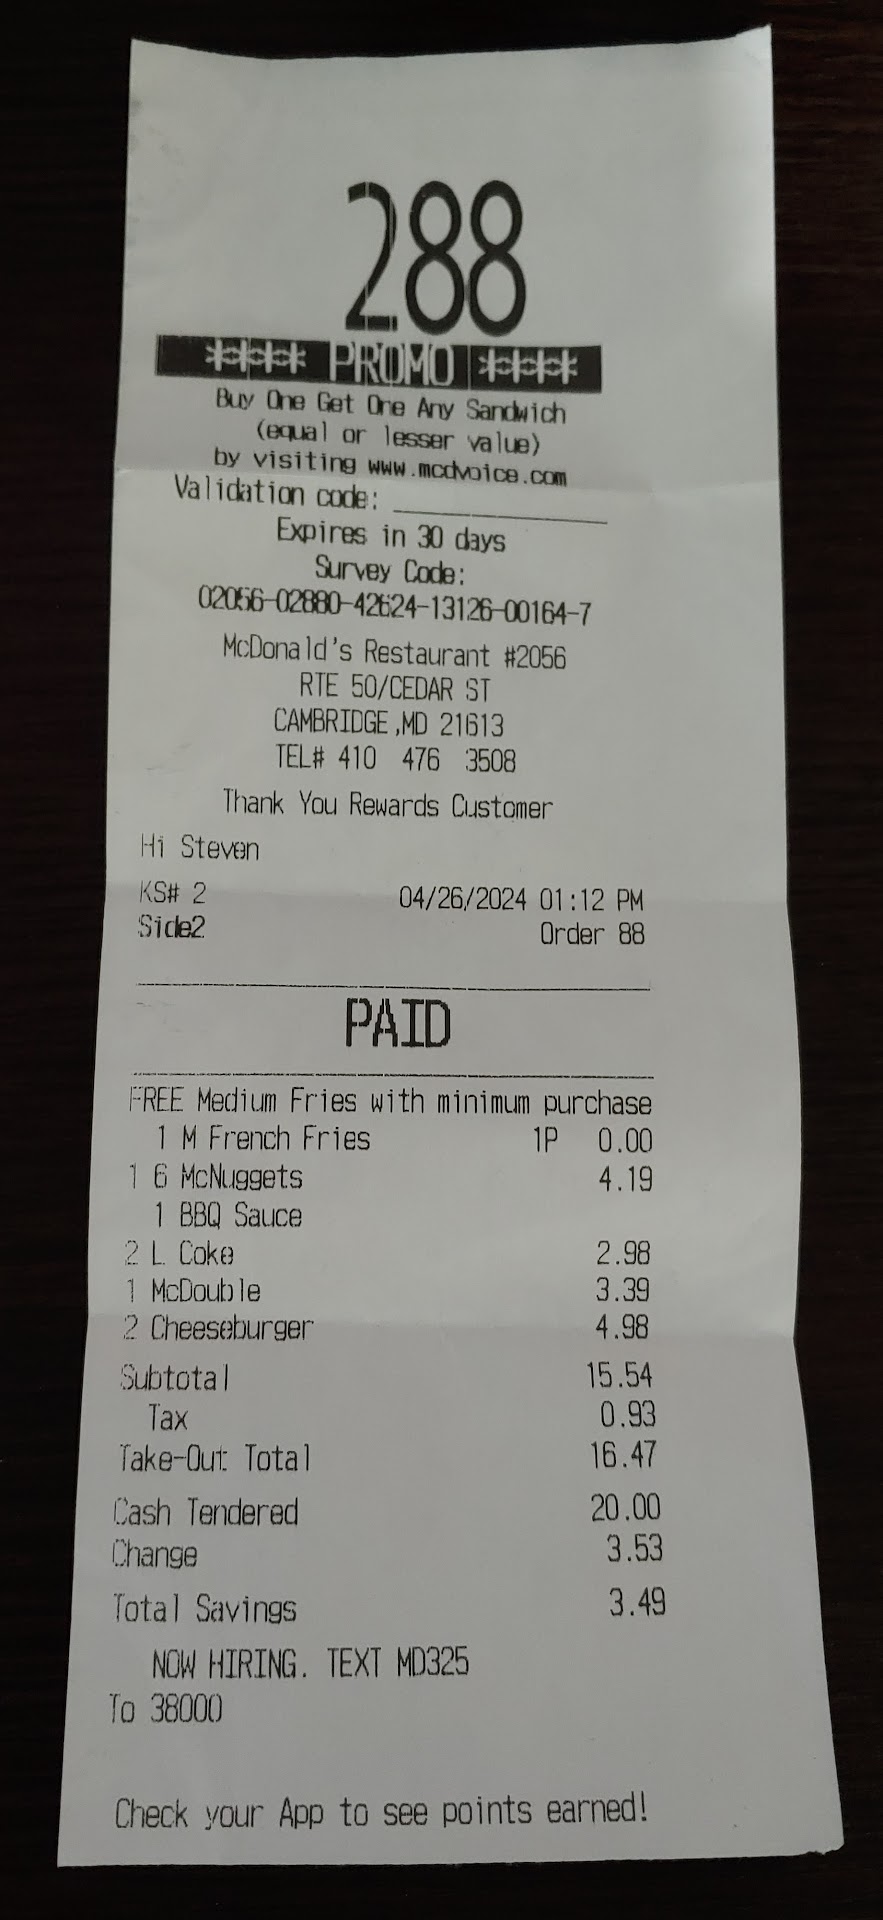 288
**** PROMO ****
Buy One Get One Any Sandwich
(equal or lesser value)
by visiting www.mcdvoice.com
Validation code: ____________
Expires in 30 days
Survey Code:
02056-02880-42624-13126-00164-7
McDonald's Restaurant #2056
RTE 50/CEDAR ST
CAMBRIDGE ,MD 21613
TEL# 410 476 3508
Thank You Rewards Customer
Hi Steven
KS# 2 04/26/2024 01:12 PM
Side2 Order 88
PAID
FREE Medium Fries with minimum purchase
1 M French Fries 1P 0.00
1 6 McNuggets 4.19
1 BBQ Sauce
2 L Coke 2.98
1 McDouble 3.39
2 Cheeseburger 4.98
Subtotal 15.54
Tax 0.93
Take-Out Total 16.47
Cash Tendered 20.00
Change 3.53
Total Savings 3.49
NOW HIRING. TEXT MD325
To 38000
Check your App to see points earned!